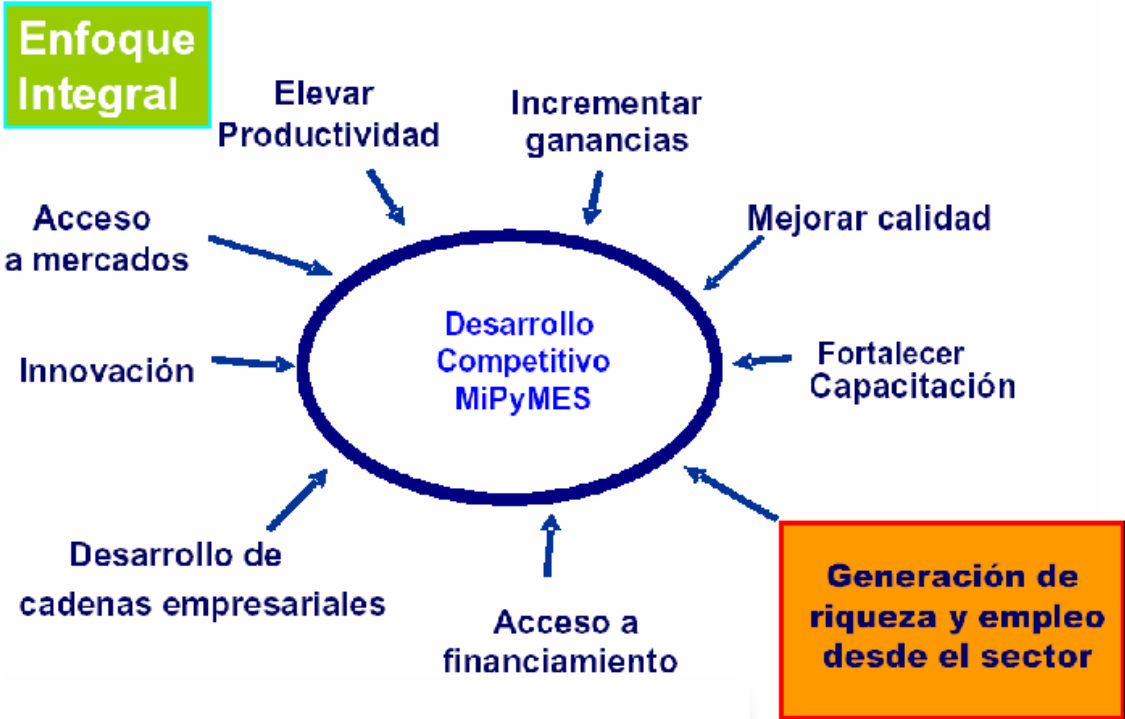 Enfoque
Integral
Elevar
Productividad
Incrementar
ganancias
Acceso
a mercados
Mejorar calidad
Desarrollo
Competitivo
MiPyMES
Innovación
Fortalecer
Capacitación
Desarrollo de
cadenas empresariales
Acceso a
financiamiento
Generación de
riqueza y empleo
desde el sector